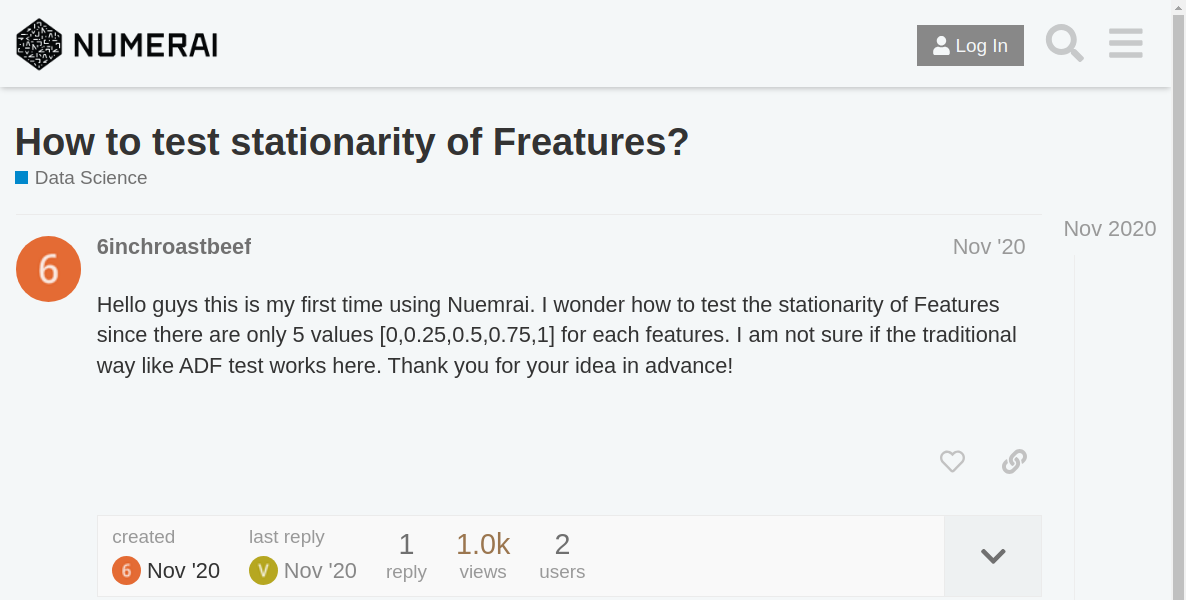 NUMERAI
Log In
How to test stationarity of Freatures?
Data Science
6inchroastbeef
Nov '20
Nov 2020
Hello guys this is my first time using Nuemrai. I wonder how to test the stationarity of Features
since there are only 5 values [0,0.25,0.5,0.75,1] for each features. I am not sure if the traditional
way like ADF test works here. Thank you for your idea in advance!
created
last reply
1
1.0k
2
6 Nov '20
V Nov '20
reply
views
users